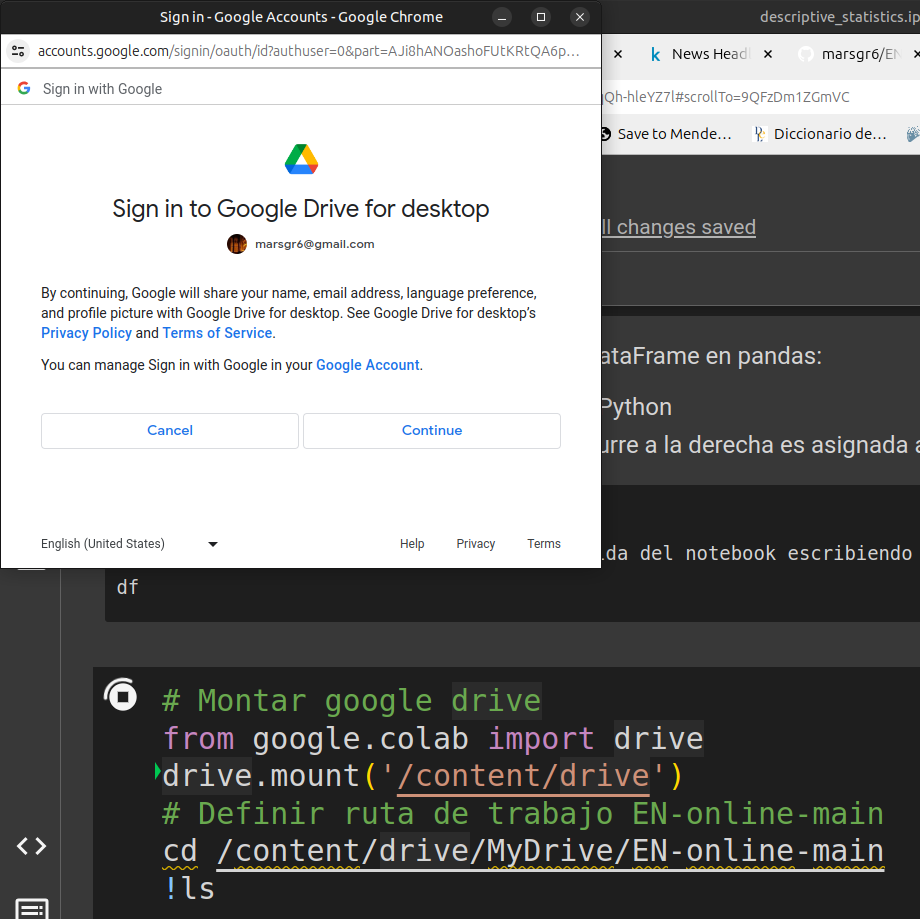 Sign in - Google Accounts - Google Chrome
descriptive_statistics.ip
accounts.google.com/signin/oauth/id?authuser=0&part=AJi8hANOashoFUtKRtQA6p...
News Headl
marsgr6/EN
Sign in with Google
Qh-hleYZ7l#scrollTo=9QFzDm1ZGmVC
Save to Mende...
Diccionario de...
Sign in to Google Drive for desktop
ll changes saved
marsgr6@gmail.com
By continuing, Google will share your name, email address, language preference,
and profile picture with Google Drive for desktop. See Google Drive for desktop's
Privacy Policy and Terms of Service.
ataFrame en pandas:
You can manage Sign in with Google in your Google Account.
Python
Cancel
Continue
urre a la derecha es asignada a
English (United States)
Help
Privacy
Terms
ida del notebook escribiendo
df
# Montar google drive
from google.colab import drive
drive.mount('/content/drive')
# Definir ruta de trabajo EN-online-main
cd /content/drive/MyDrive/EN-online-main
!ls